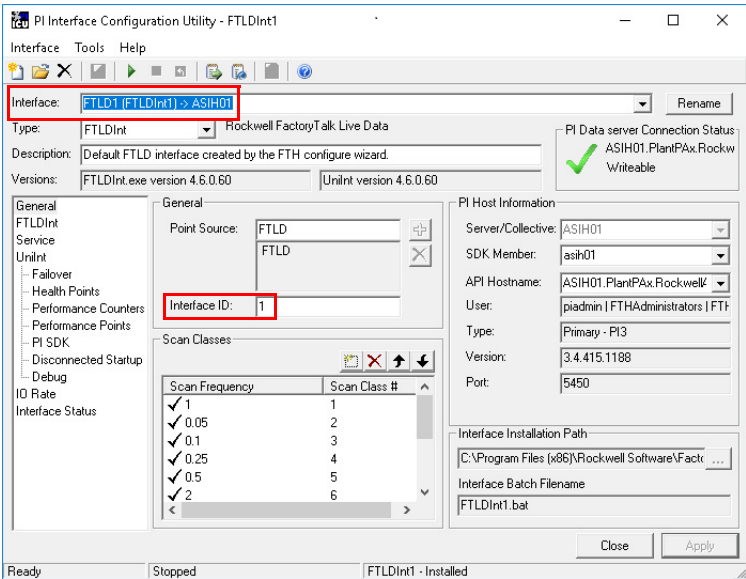 PI Interface Configuration Utility - FTLDInt1
Interface Tools Help
Interface: FTLD1 (FTLDInt1) -> ASIH01 Rename
Type: FTLDInt Rockwell FactoryTalk Live Data
Description: Default FTLD interface created by the FTH configure wizard.
Versions: FTLDInt.exe version 4.6.0.60 UniInt version 4.6.0.60
PI Data server Connection Status
ASIH01.PlantPAx.Rockw
Writeable
General
FTLDInt
Service
UniInt
Failover
Health Points
Performance Counters
Performance Points
PI SDK
Disconnected Startup
Debug
IO Rate
Interface Status
General
Point Source: FTLD
FTLD
Interface ID: 1
Scan Classes
Scan Frequency Scan Class #
1 1
0.05 2
0.1 3
0.25 4
0.5 5
2 6
PI Host Information
Server/Collective: ASIH01
SDK Member: asih01
API Hostname: ASIH01.PlantPAx.Rockwell
User: piadmin | FTHAdministrators | FTH
Type: Primary - PI3
Version: 3.4.415.1188
Port: 5450
Interface Installation Path
C:\Program Files (x86)\Rockwell Software\Facto ...
Interface Batch Filename
FTLDInt1.bat
Close Apply
Ready Stopped FTLDInt1 - Installed